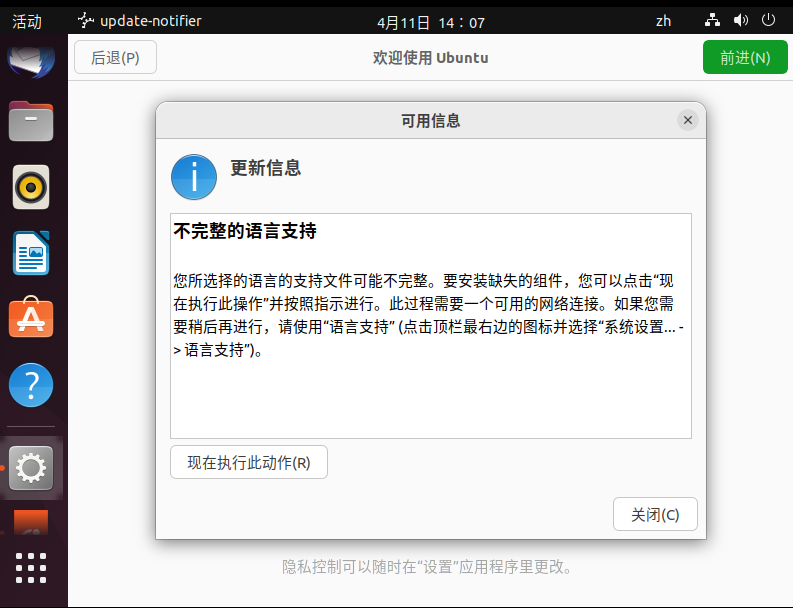 活动 update-notifier 4月11日 14：07 zh
后退(P) 欢迎使用 Ubuntu 前进(N)
可用信息
更新信息
不完整的语言支持
您所选择的语言的支持文件可能不完整。要安装缺失的组件，您可以点击“现
在执行此操作”并按照指示进行。此过程需要一个可用的网络连接。如果您需
要稍后再进行，请使用“语言支持” (点击顶栏最右边的图标并选择“系统设置... -
> 语言支持”)。
现在执行此动作(R)
关闭(C)
隐私控制可以随时在“设置”应用程序里更改。